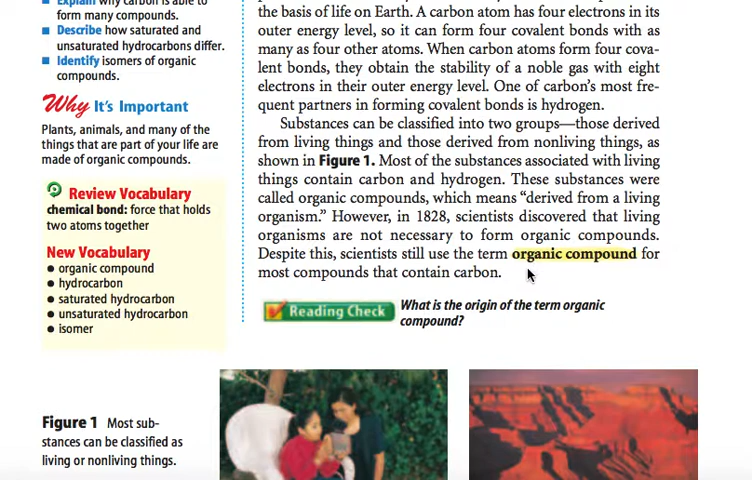 Explain why carbon is able to
form many compounds.
Describe how saturated and
unsaturated hydrocarbons differ.
Identify isomers of organic
compounds.
Why It's Important
Plants, animals, and many of the
things that are part of your life are
made of organic compounds.
Review Vocabulary
chemical bond: force that holds
two atoms together
New Vocabulary
• organic compound
• hydrocarbon
• saturated hydrocarbon
• unsaturated hydrocarbon
• isomer
the basis of life on Earth. A carbon atom has four electrons in its
outer energy level, so it can form four covalent bonds with as
many as four other atoms. When carbon atoms form four cova-
lent bonds, they obtain the stability of a noble gas with eight
electrons in their outer energy level. One of carbon's most fre-
quent partners in forming covalent bonds is hydrogen.
Substances can be classified into two groups—those derived
from living things and those derived from nonliving things, as
shown in Figure 1. Most of the substances associated with living
things contain carbon and hydrogen. These substances were
called organic compounds, which means "derived from a living
organism." However, in 1828, scientists discovered that living
organisms are not necessary to form organic compounds.
Despite this, scientists still use the term organic compound for
most compounds that contain carbon.
Reading Check
What is the origin of the term organic
compound?
Figure 1 Most sub-
stances can be classified as
living or nonliving things.